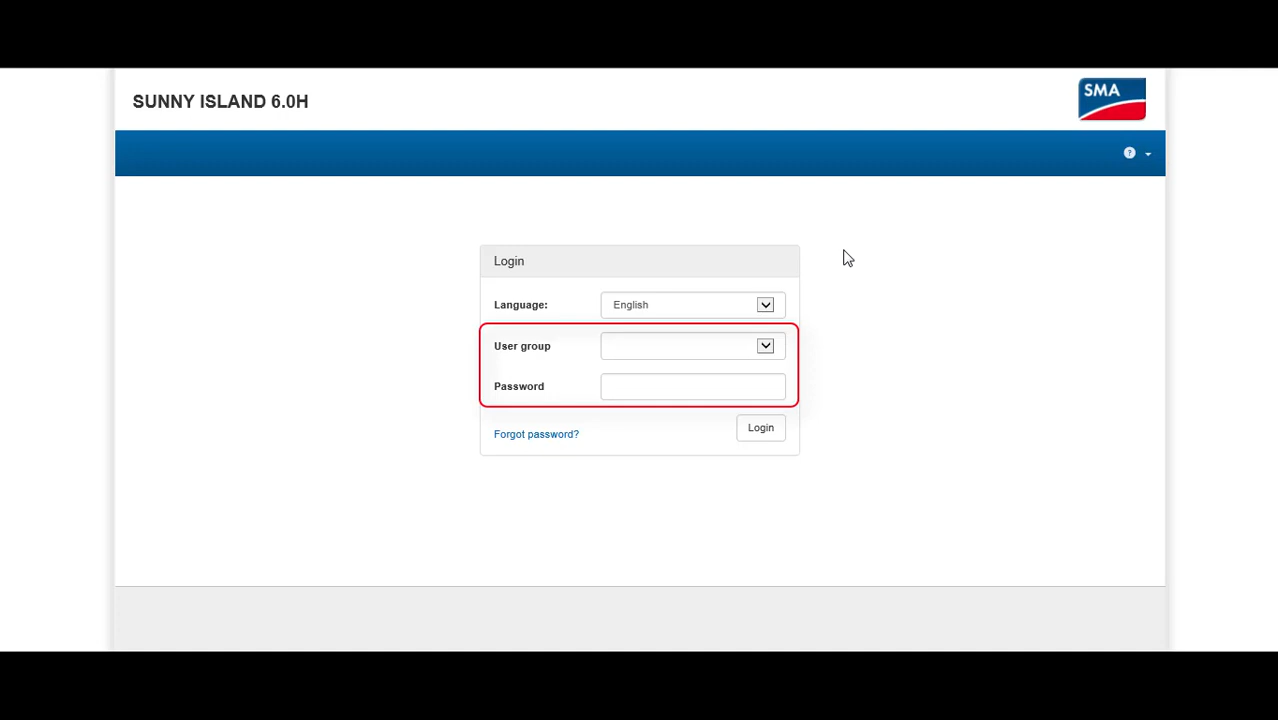 SUNNY ISLAND 6.0H
SMA
?
Login
Language: English
User group
Password
Forgot password? Login